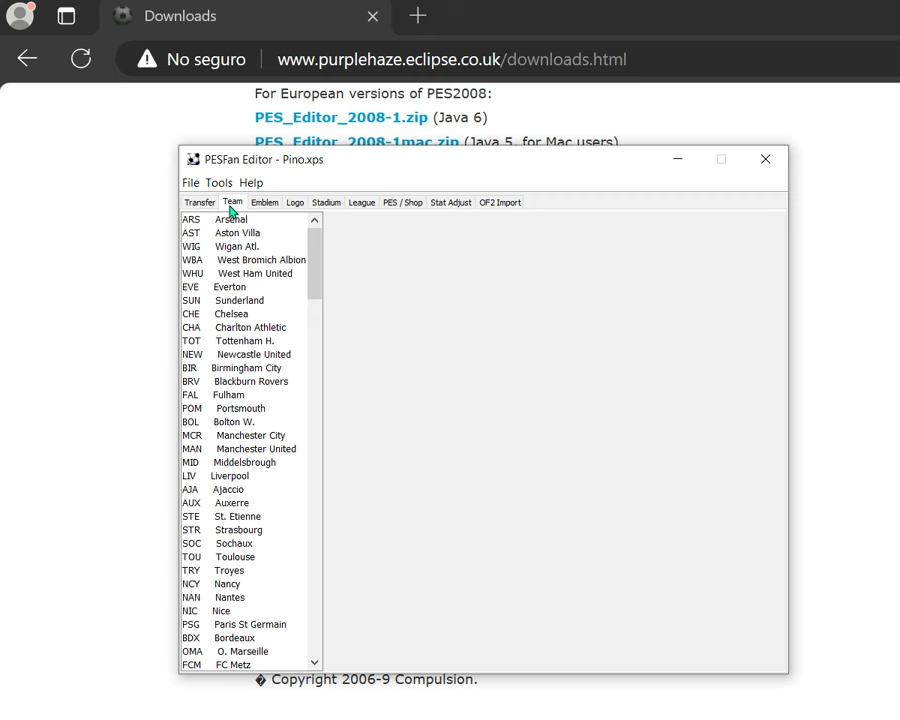 Downloads
No seguro www.purplehaze.eclipse.co.uk/downloads.html
For European versions of PES2008:
PES_Editor_2008-1.zip (Java 6)
PES_Editor_2008-1mac.zip (Java 5, for Mac users)
PESFan Editor - Pino.xps
File Tools Help
Transfer Team Emblem Logo Stadium League PES / Shop Stat Adjust OF2 Import
ARS Arsenal
AST Aston Villa
WIG Wigan Atl.
WBA West Bromich Albion
WHU West Ham United
EVE Everton
SUN Sunderland
CHE Chelsea
CHA Charlton Athletic
TOT Tottenham H.
NEW Newcastle United
BIR Birmingham City
BRV Blackburn Rovers
FAL Fulham
POM Portsmouth
BOL Bolton W.
MCR Manchester City
MAN Manchester United
MID Middelsbrough
LIV Liverpool
AJA Ajaccio
AUX Auxerre
STE St. Etienne
STR Strasbourg
SOC Sochaux
TOU Toulouse
TRY Troyes
NCY Nancy
NAN Nantes
NIC Nice
PSG Paris St Germain
BDX Bordeaux
OMA O. Marseille
FCM FC Metz
� Copyright 2006-9 Compulsion.